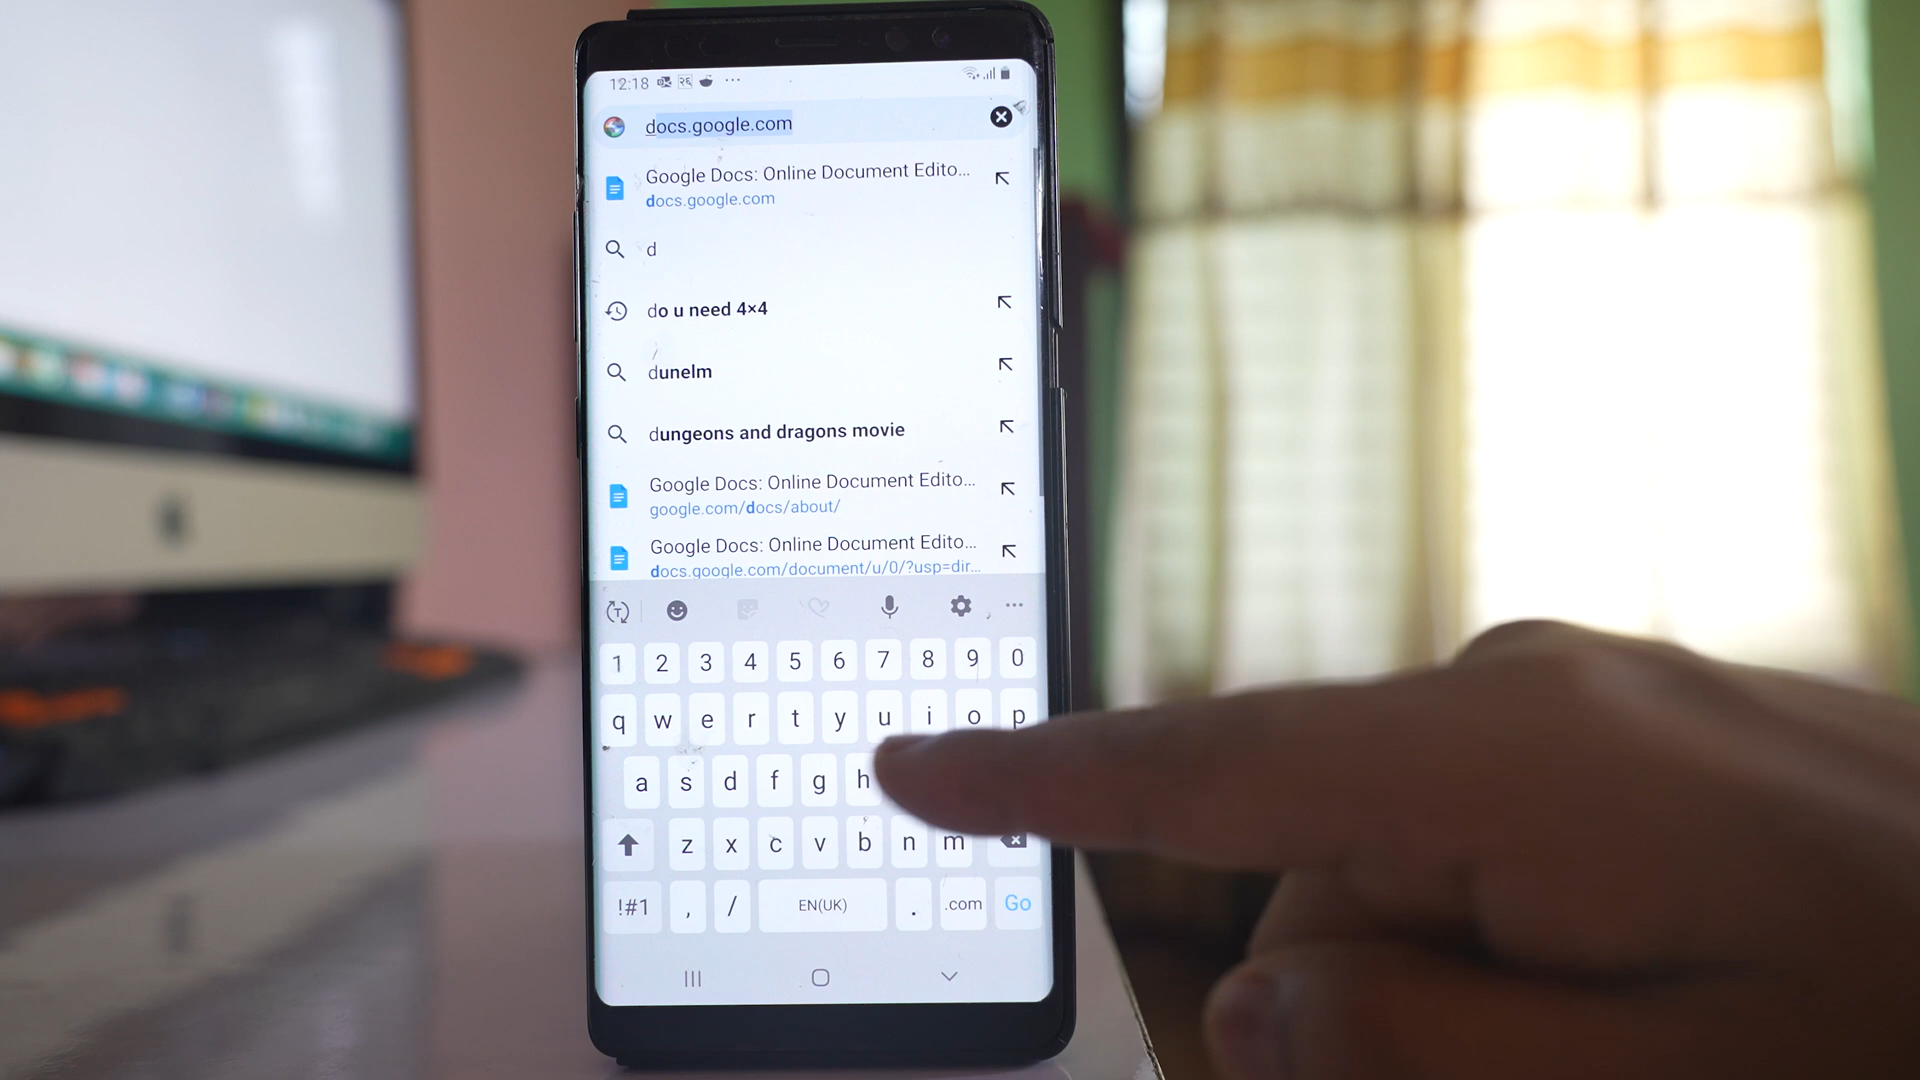 12:18
docs.google.com
Google Docs: Online Document Edito...
docs.google.com
d
do u need 4×4
dunelm
dungeons and dragons movie
Google Docs: Online Document Edito...
google.com/docs/about/
Google Docs: Online Document Edito...
docs.google.com/document/u/0/?usp=dir...
1 2 3 4 5 6 7 8 9 0
q w e r t y u i o p
a s d f g h
z x c v b n m
!#1 , / EN(UK) . .com Go